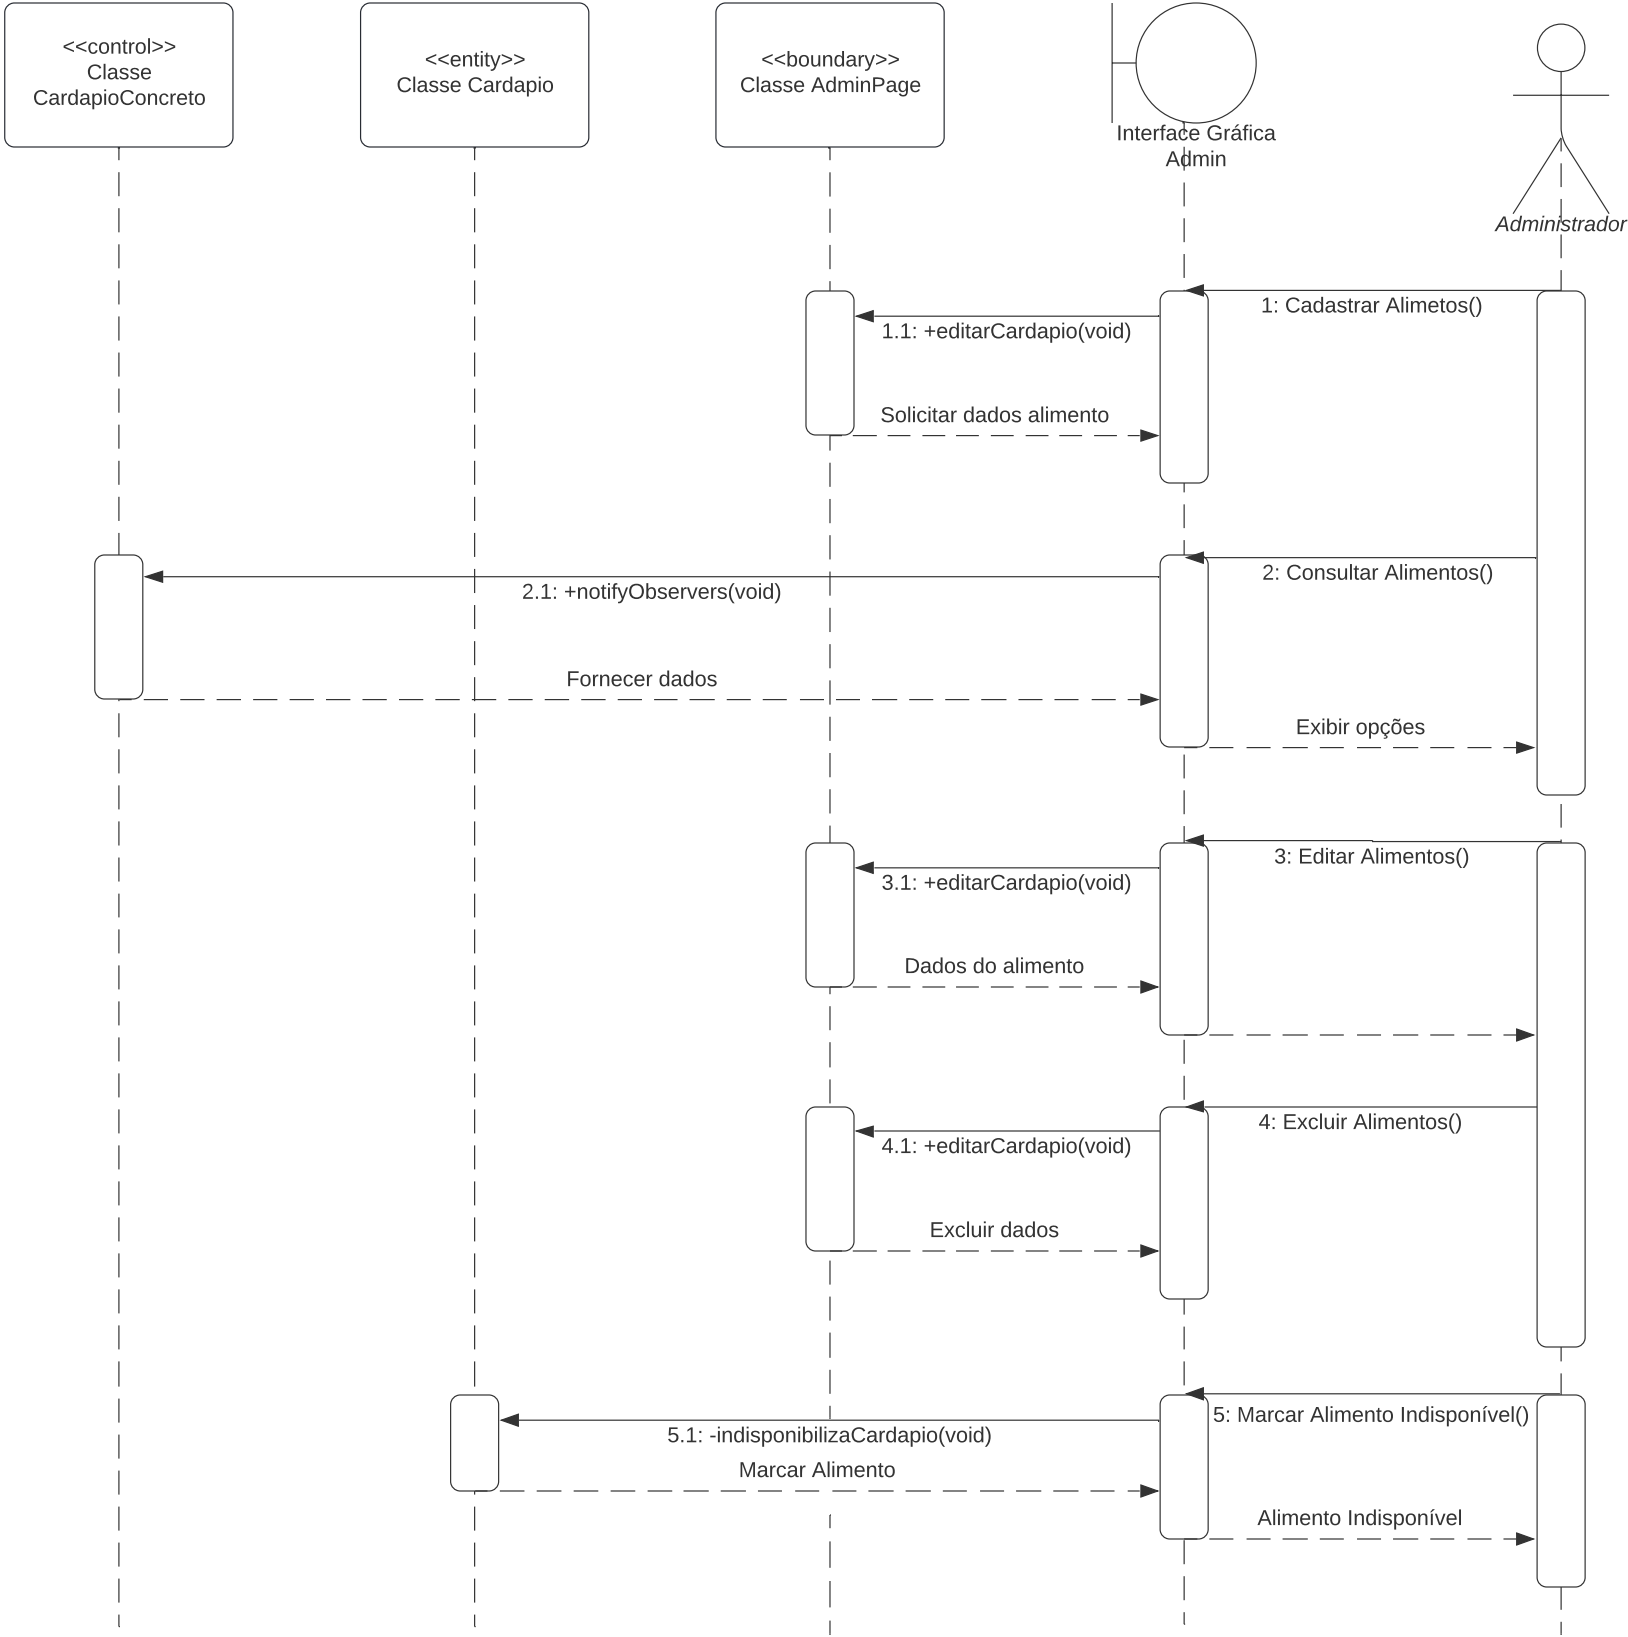 <<control>>
Classe
CardapioConcreto
<<entity>>
Classe Cardapio
<<boundary>>
Classe AdminPage
Interface Gráfica
Admin
Administrador
1: Cadastrar Alimetos()
1.1: +editarCardapio(void)
Solicitar dados alimento
2: Consultar Alimentos()
2.1: +notifyObservers(void)
Fornecer dados
Exibir opções
3: Editar Alimentos()
3.1: +editarCardapio(void)
Dados do alimento
4: Excluir Alimentos()
4.1: +editarCardapio(void)
Excluir dados
5: Marcar Alimento Indisponível()
5.1: -indisponibilizaCardapio(void)
Marcar Alimento
Alimento Indisponível